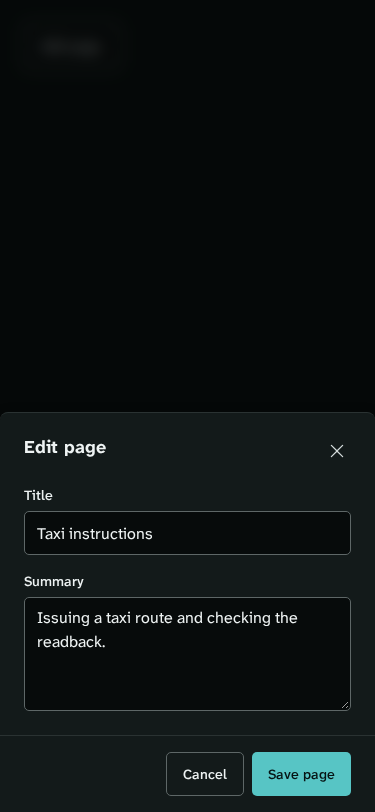 Edit page
Title
Taxi instructions
Summary
Issuing a taxi route and checking the
readback.
Cancel
Save page